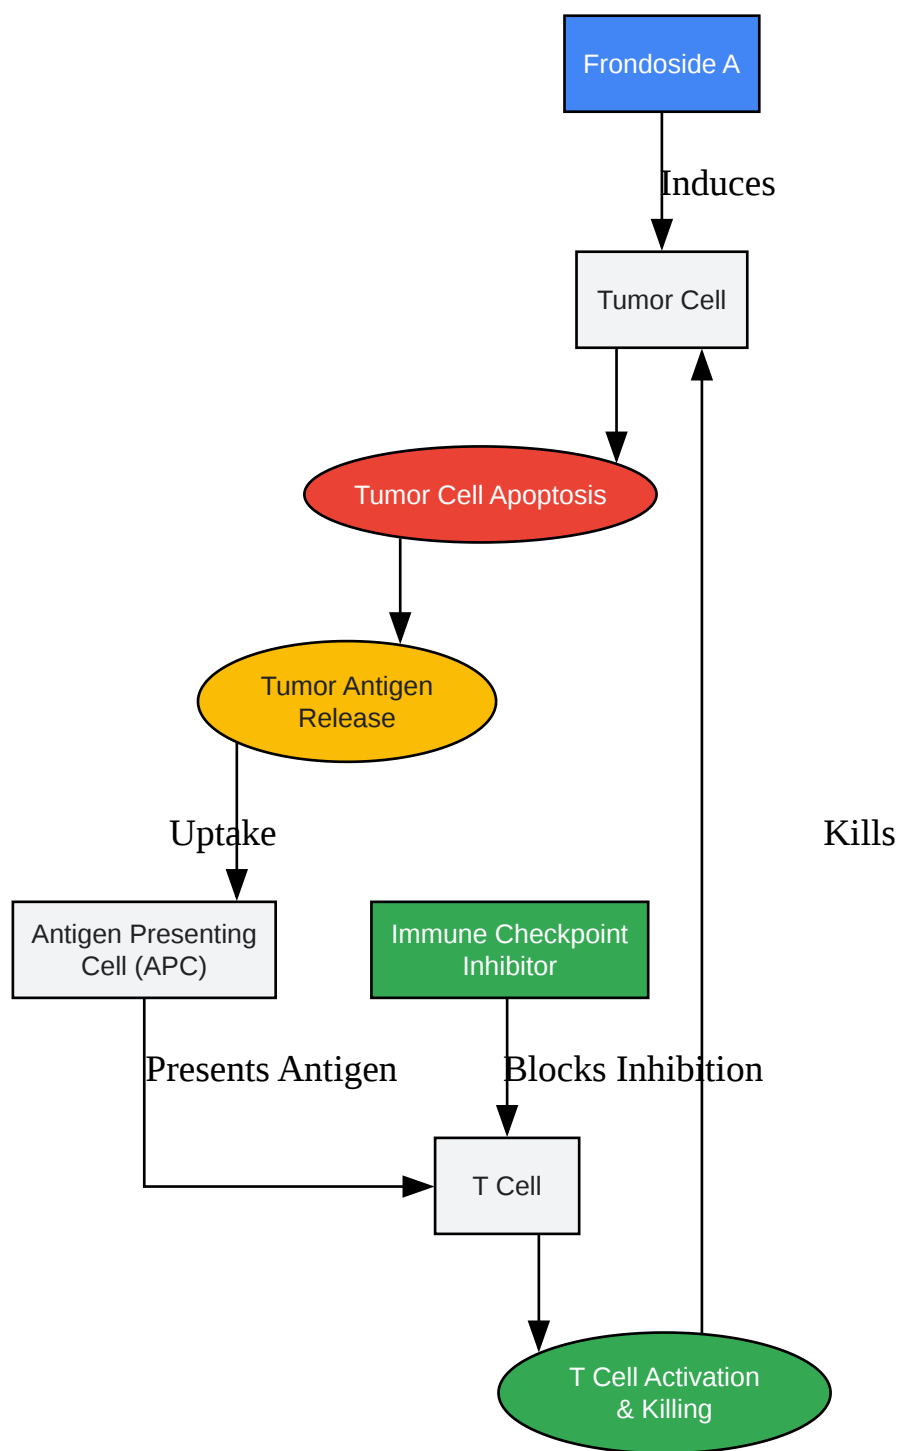 Frondoside A
Induces
Tumor Cell
Tumor Cell Apoptosis
Tumor Antigen
Release
Uptake
Kills
Antigen Presenting
Cell (APC)
Immune Checkpoint
Inhibitor
Presents Antigen
Blocks Inhibition
T Cell
T Cell Activation
& Killing